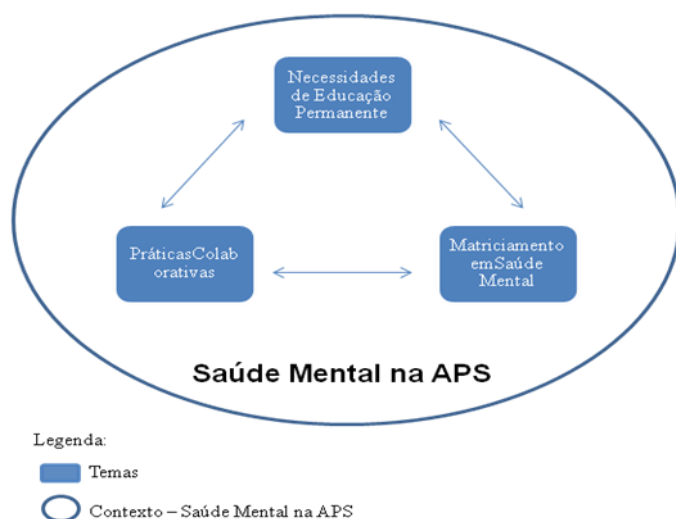 Necessidades
de Educação
Permanente
PráticasColab
orativas
Matriciamento
emSaúde
Mental
Saúde Mental na APS
Legenda:
Temas
Contexto – Saúde Mental na APS